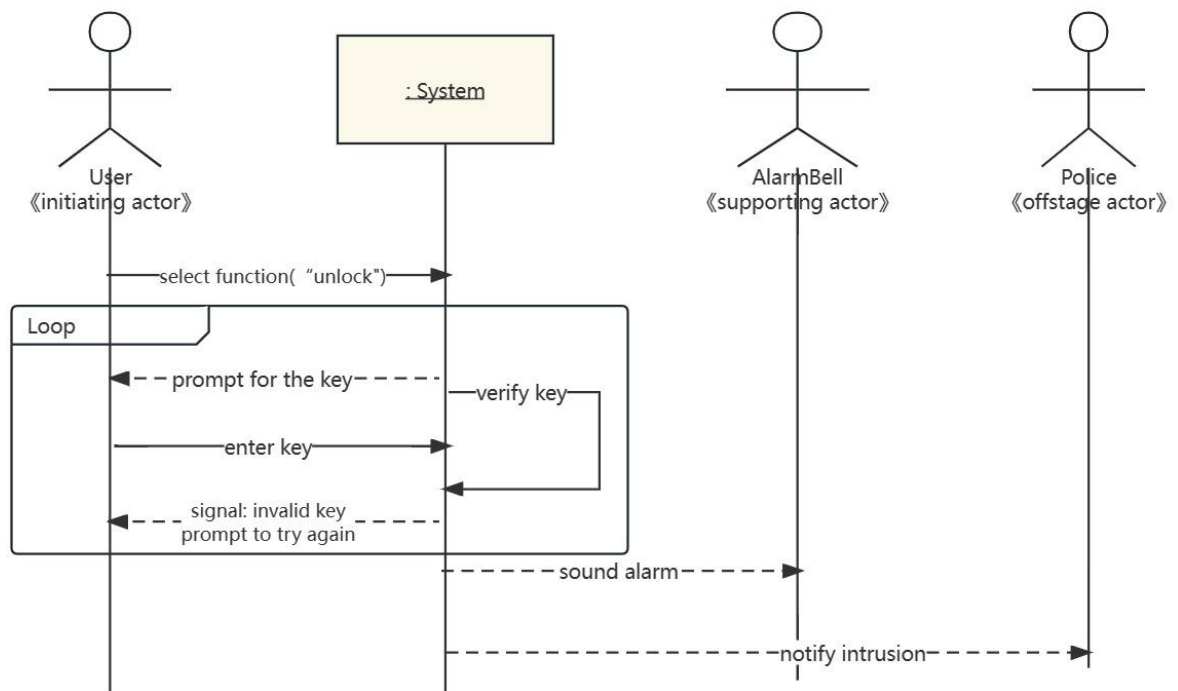 : System
User
《initiating actor》
AlarmBell
《supporting actor》
Police
《offstage actor》
select function( “unlock")
Loop
prompt for the key
verify key
enter key
signal: invalid key
prompt to try again
sound alarm
notify intrusion